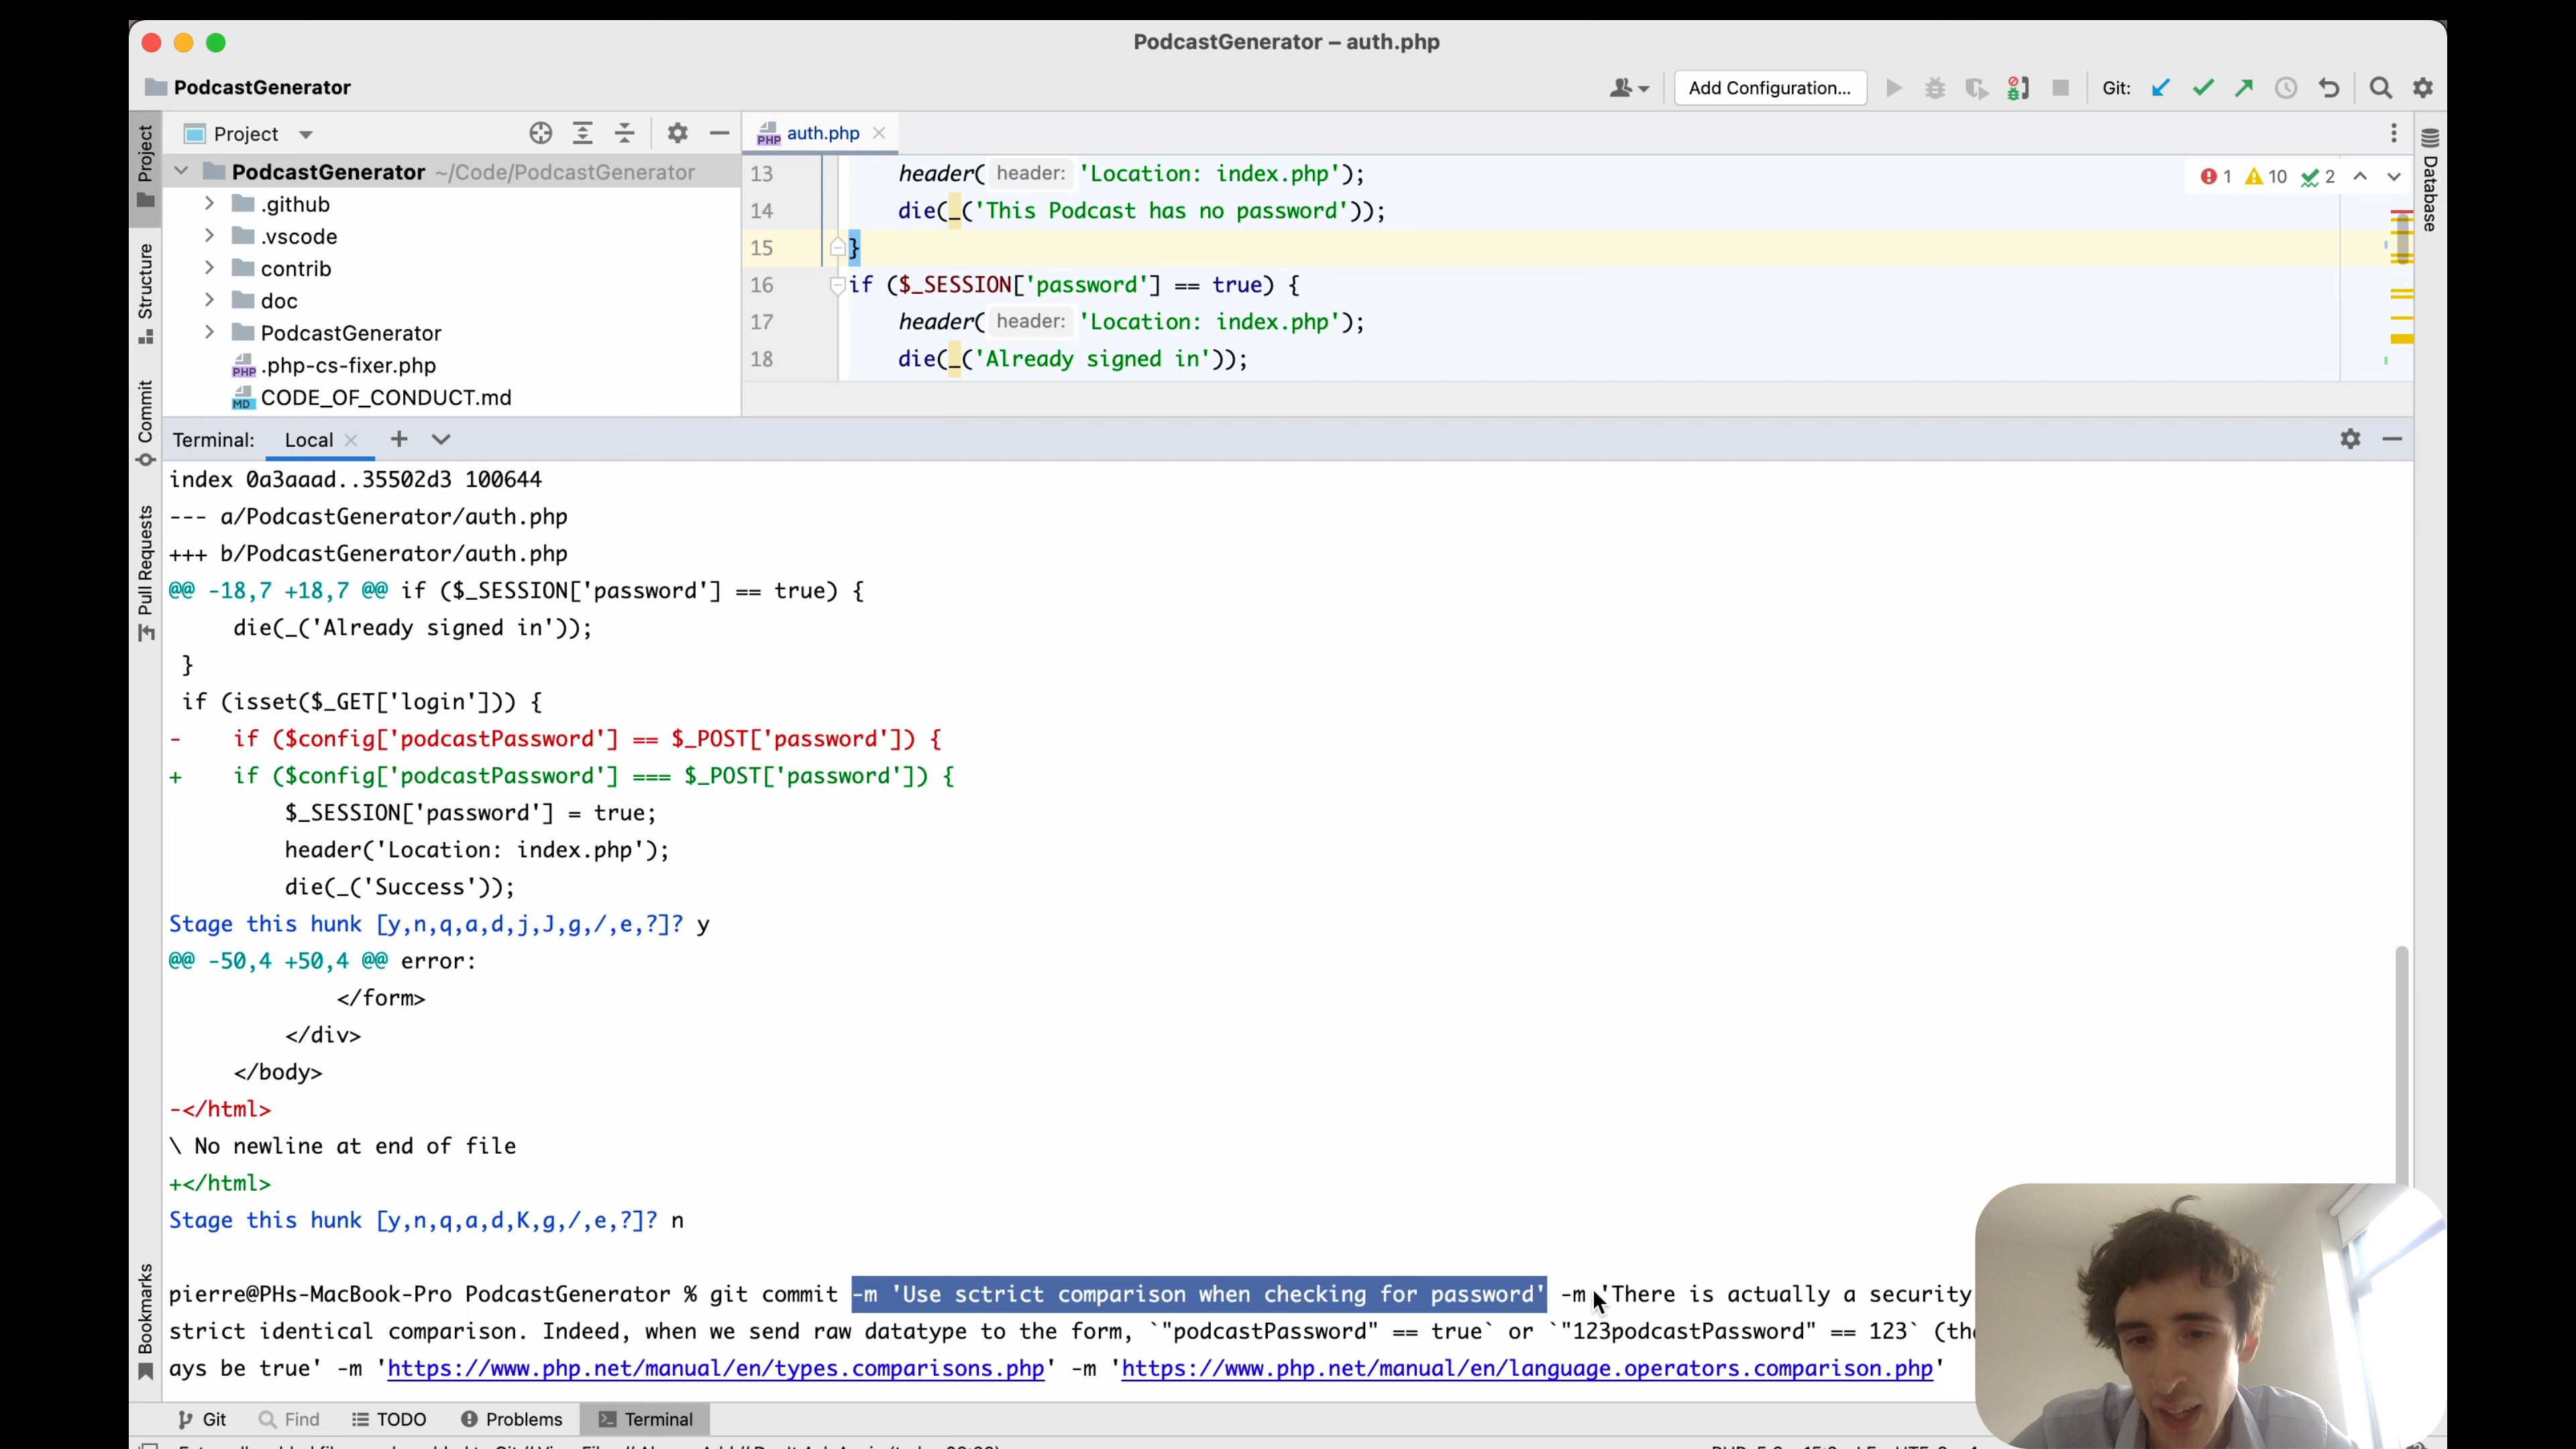 PodcastGenerator – auth.php
PodcastGenerator
Add Configuration...
Git:
Project
auth.php
PodcastGenerator ~/Code/PodcastGenerator
.github
.vscode
contrib
doc
PodcastGenerator
.php-cs-fixer.php
CODE_OF_CONDUCT.md
13 header( header: 'Location: index.php');
14 die(_('This Podcast has no password'));
15 }
16 if ($_SESSION['password'] == true) {
17 header( header: 'Location: index.php');
18 die(_('Already signed in'));
1 10 2
Project
Structure
Commit
Pull Requests
Bookmarks
Database
Terminal: Local
index 0a3aaad..35502d3 100644
--- a/PodcastGenerator/auth.php
+++ b/PodcastGenerator/auth.php
@@ -18,7 +18,7 @@ if ($_SESSION['password'] == true) {
die(_('Already signed in'));
}
if (isset($_GET['login'])) {
- if ($config['podcastPassword'] == $_POST['password']) {
+ if ($config['podcastPassword'] === $_POST['password']) {
$_SESSION['password'] = true;
header('Location: index.php');
die(_('Success'));
Stage this hunk [y,n,q,a,d,j,J,g,/,e,?]? y
@@ -50,4 +50,4 @@ error:
</form>
</div>
</body>
-</html>
\ No newline at end of file
+</html>
Stage this hunk [y,n,q,a,d,K,g,/,e,?]? n
pierre@PHs-MacBook-Pro PodcastGenerator % git commit -m 'Use sctrict comparison when checking for password' -m 'There is actually a security
strict identical comparison. Indeed, when we send raw datatype to the form, `"podcastPassword" == true` or `"123podcastPassword" == 123`
ays be true' -m 'https://www.php.net/manual/en/types.comparisons.php' -m 'https://www.php.net/manual/en/language.operators.comparison.php'
Git Find TODO Problems Terminal